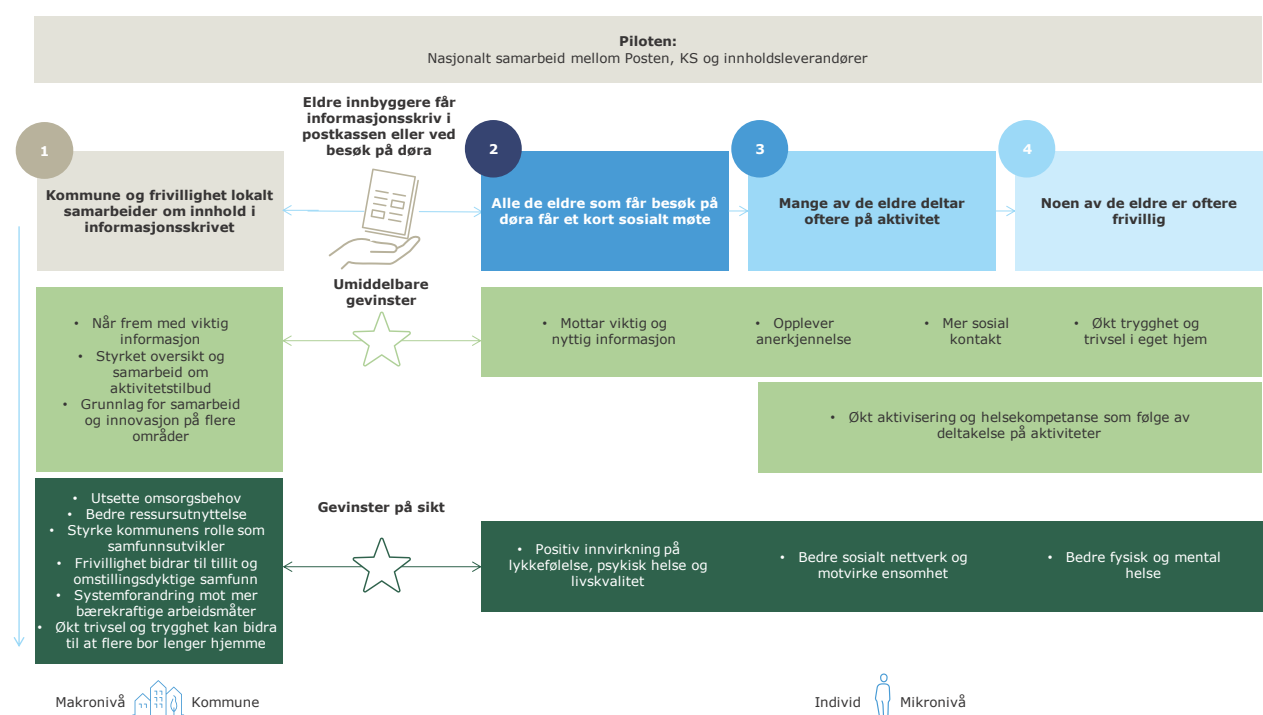 Piloten:
Nasjonalt samarbeid mellom Posten, KS og innholdsleverandører
Eldre innbyggere får
informasjonsskriv i
postkassen eller ved
besøk på døra
1
Kommune og frivillighet lokalt
samarbeider om innhold i
informasjonsskrivet
2
Alle de eldre som får besøk på
døra får et kort sosialt møte
3
Mange av de eldre deltar
oftere på aktivitet
4
Noen av de eldre er oftere
frivillig
Umiddelbare
gevinster
• Når frem med viktig
informasjon
• Styrket oversikt og
samarbeid om
aktivitetstilbud
• Grunnlag for samarbeid
og innovasjon på flere
områder
• Mottar viktig og
nyttig informasjon
• Opplever
anerkjennelse
• Mer sosial
kontakt
• Økt trygghet og
trivsel i eget hjem
• Økt aktivisering og helsekompetanse som følge av
deltakelse på aktiviteter
Gevinster på sikt
• Utsette omsorgsbehov
• Bedre ressursutnyttelse
• Styrke kommunens rolle som
samfunnsutvikler
• Frivillighet bidrar til tillit og
omstillingsdyktige samfunn
• Systemforandring mot mer
bærekraftige arbeidsmåter
• Økt trivsel og trygghet kan bidra
til at flere bor lenger hjemme
• Positiv innvirkning på
lykkefølelse, psykisk helse og
livskvalitet
• Bedre sosialt nettverk og
motvirke ensomhet
• Bedre fysisk og mental
helse
Makronivå Kommune
Individ Mikronivå